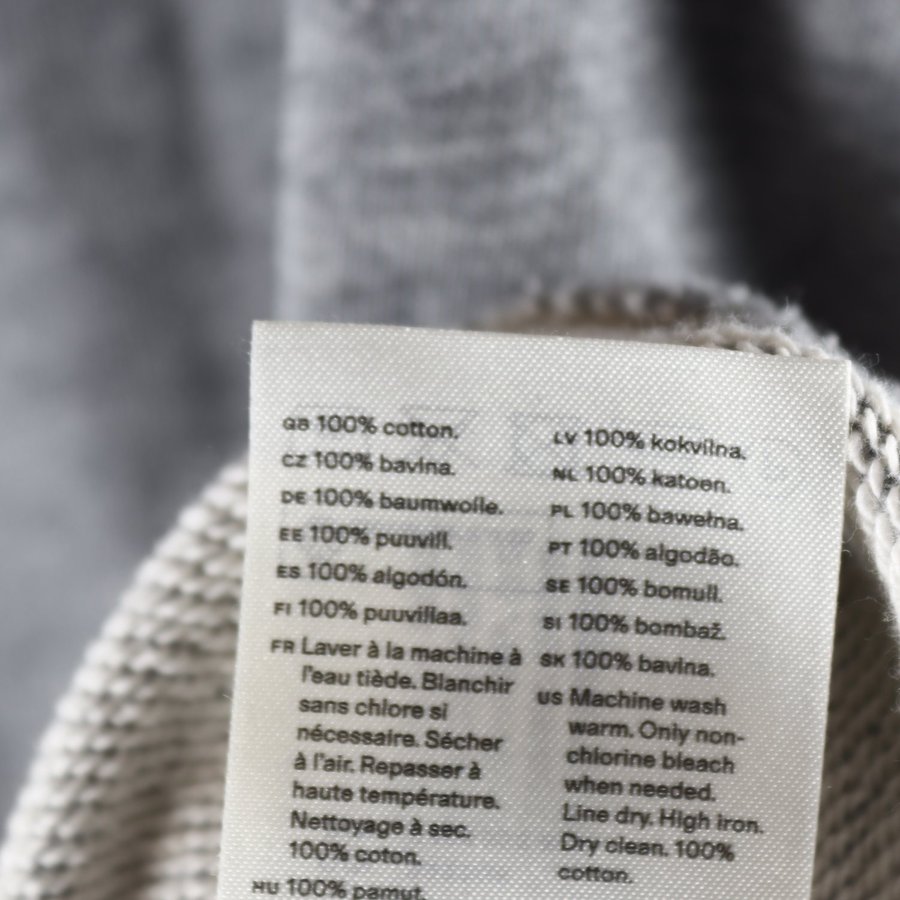 GB 100% cotton.
CZ 100% bavlna.
DE 100% baumwolle.
EE 100% puuvill.
ES 100% algodón.
FI 100% puuvillaa.
FR Laver à la machine à
l'eau tiède. Blanchir
sans chlore si
nécessaire. Sécher
à l'air. Repasser à
haute température.
Nettoyage à sec.
100% coton.
HU 100% pamut.
LV 100% kokvilna.
NL 100% katoen.
PL 100% bawełna.
PT 100% algodão.
SE 100% bomull.
SI 100% bombaž.
SK 100% bavlna.
US Machine wash
warm. Only non-
chlorine bleach
when needed.
Line dry. High iron.
Dry clean. 100%
cotton.